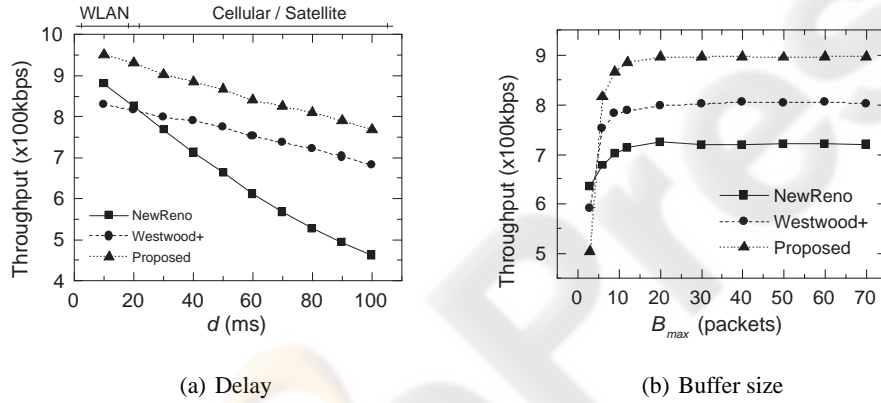 WLAN Cellular / Satellite
10
9
8
7
6
5
4
0 20 40 60 80 100
Throughput (x100kbps)
d (ms)
NewReno
Westwood+
Proposed
(a) Delay
9
8
7
6
5
0 10 20 30 40 50 60 70
Throughput (x100kbps)
B_max (packets)
NewReno
Westwood+
Proposed
(b) Buffer size